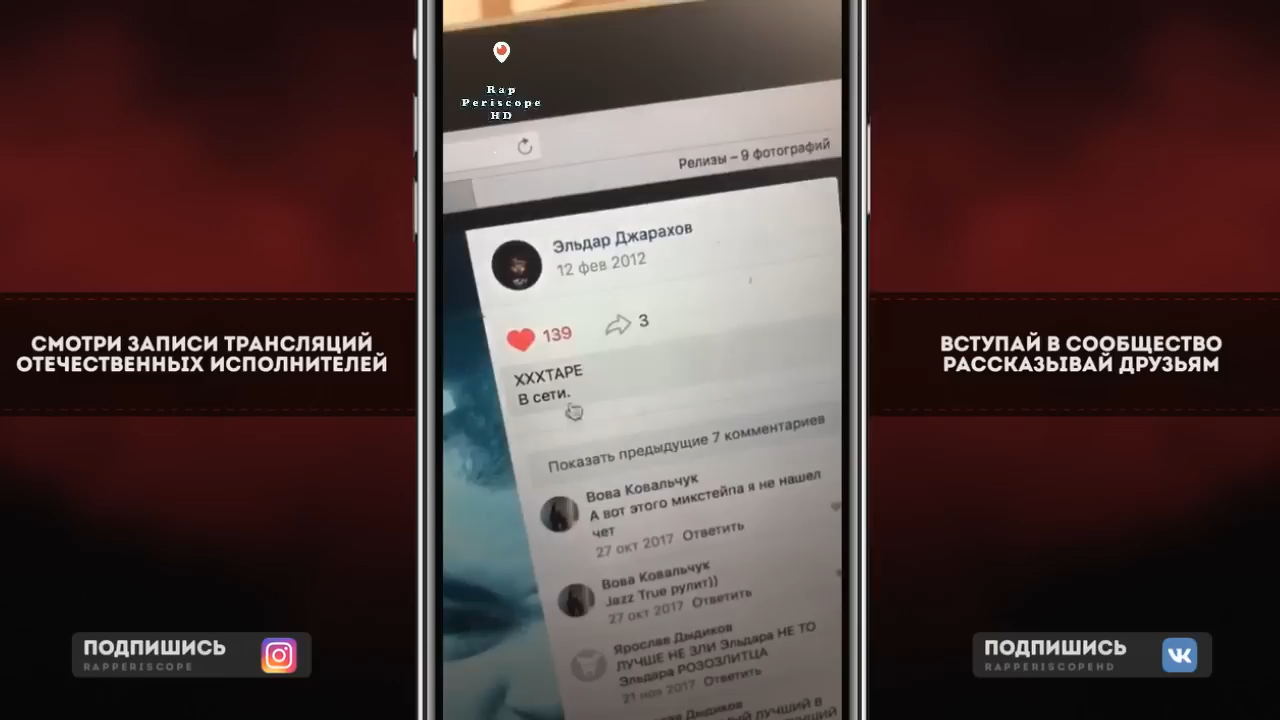 Rap
Periscope
HD
Релизы – 9 фотографий
Эльдар Джарахов
12 фев 2012
139
3
XXXTAPE
В сети.
Показать предыдущие 7 комментариев
Вова Ковальчук
А вот этого микстейпа я не нашел
чет
27 окт 2017 Ответить
Вова Ковальчук
Jazz True рулит))
27 окт 2017 Ответить
Ярослав Дыдиков
ЛУЧШЕ НЕ ЗЛИ Эльдара НЕ ТО
Эльдара РОЗОЗЛИТЦА
21 ноя 2017 Ответить
Дыдиков
ЛУЧШИЙ В
СМОТРИ ЗАПИСИ ТРАНСЛЯЦИЙ
ОТЕЧЕСТВЕННЫХ ИСПОЛНИТЕЛЕЙ
ВСТУПАЙ В СООБЩЕСТВО
РАССКАЗЫВАЙ ДРУЗЬЯМ
ПОДПИШИСЬ
RAPPERISCOPE
ПОДПИШИСЬ
RAPPERISCOPEHD